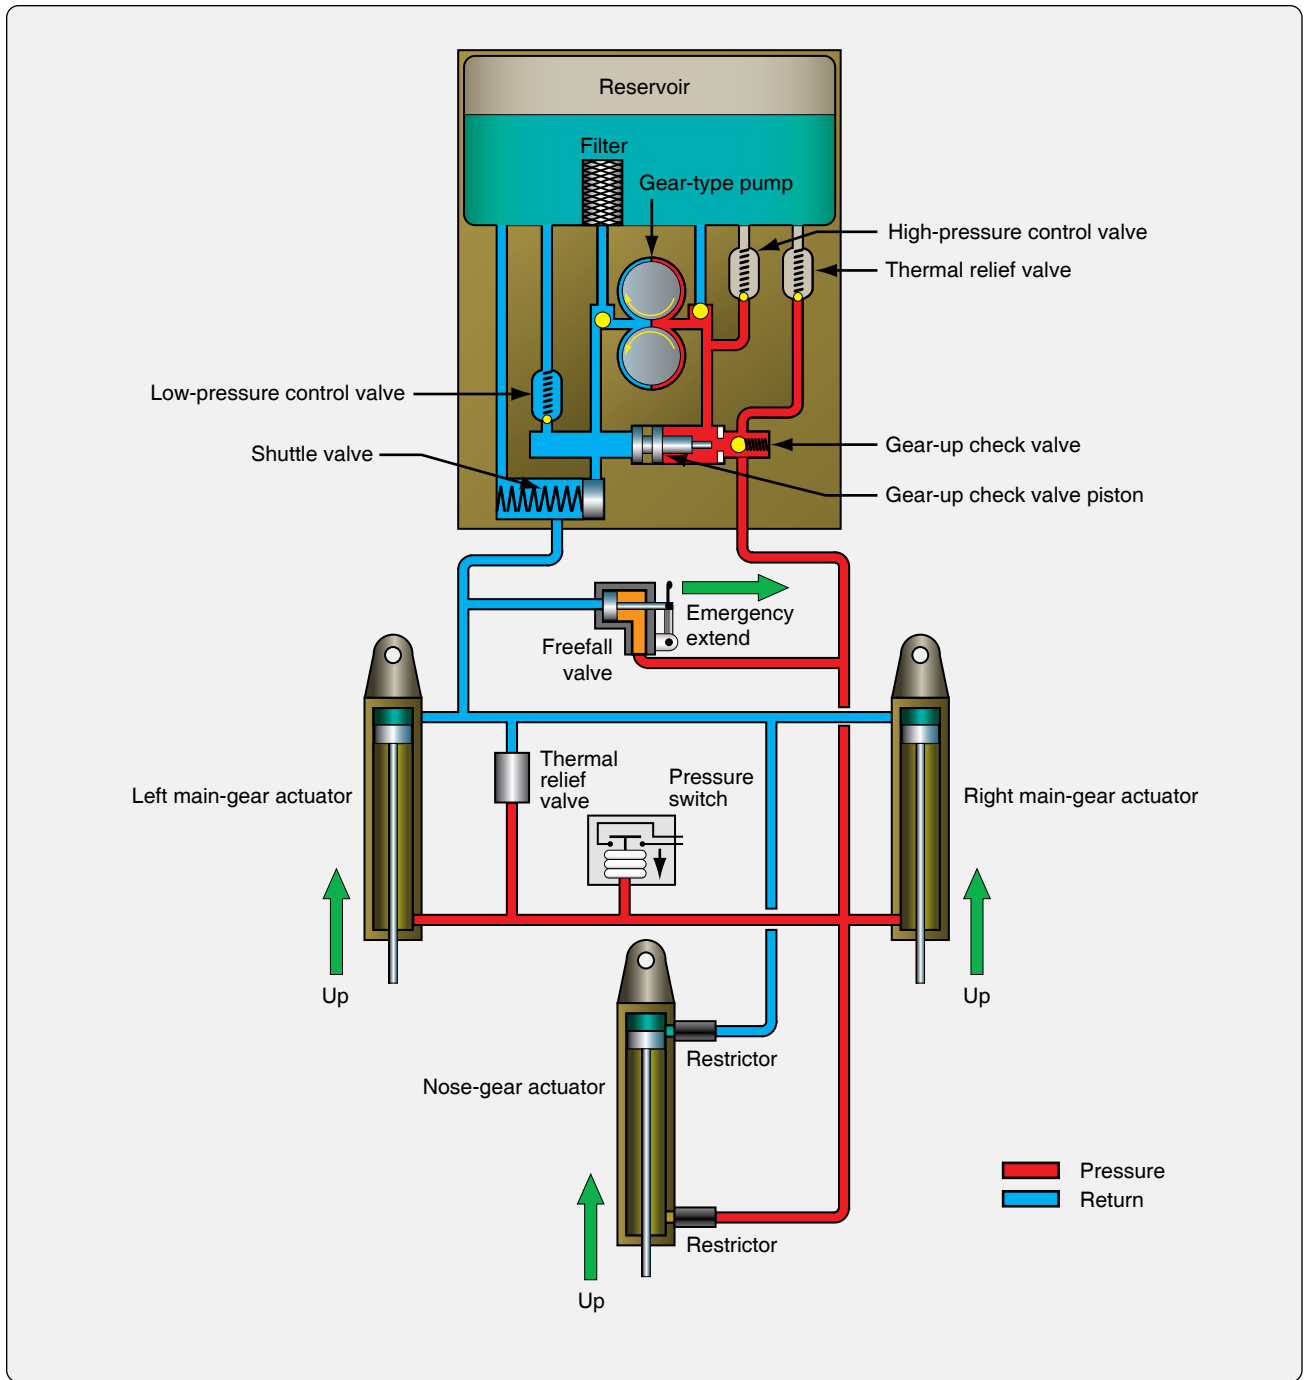 Reservoir
Filter
Gear-type pump
High-pressure control valve
Thermal relief valve
Low-pressure control valve
Gear-up check valve
Shuttle valve
Gear-up check valve piston
Emergency
extend
Freefall
valve
Thermal
relief
valve
Pressure
switch
Left main-gear actuator
Right main-gear actuator
Up
Up
Restrictor
Nose-gear actuator
Pressure
Return
Restrictor
Up